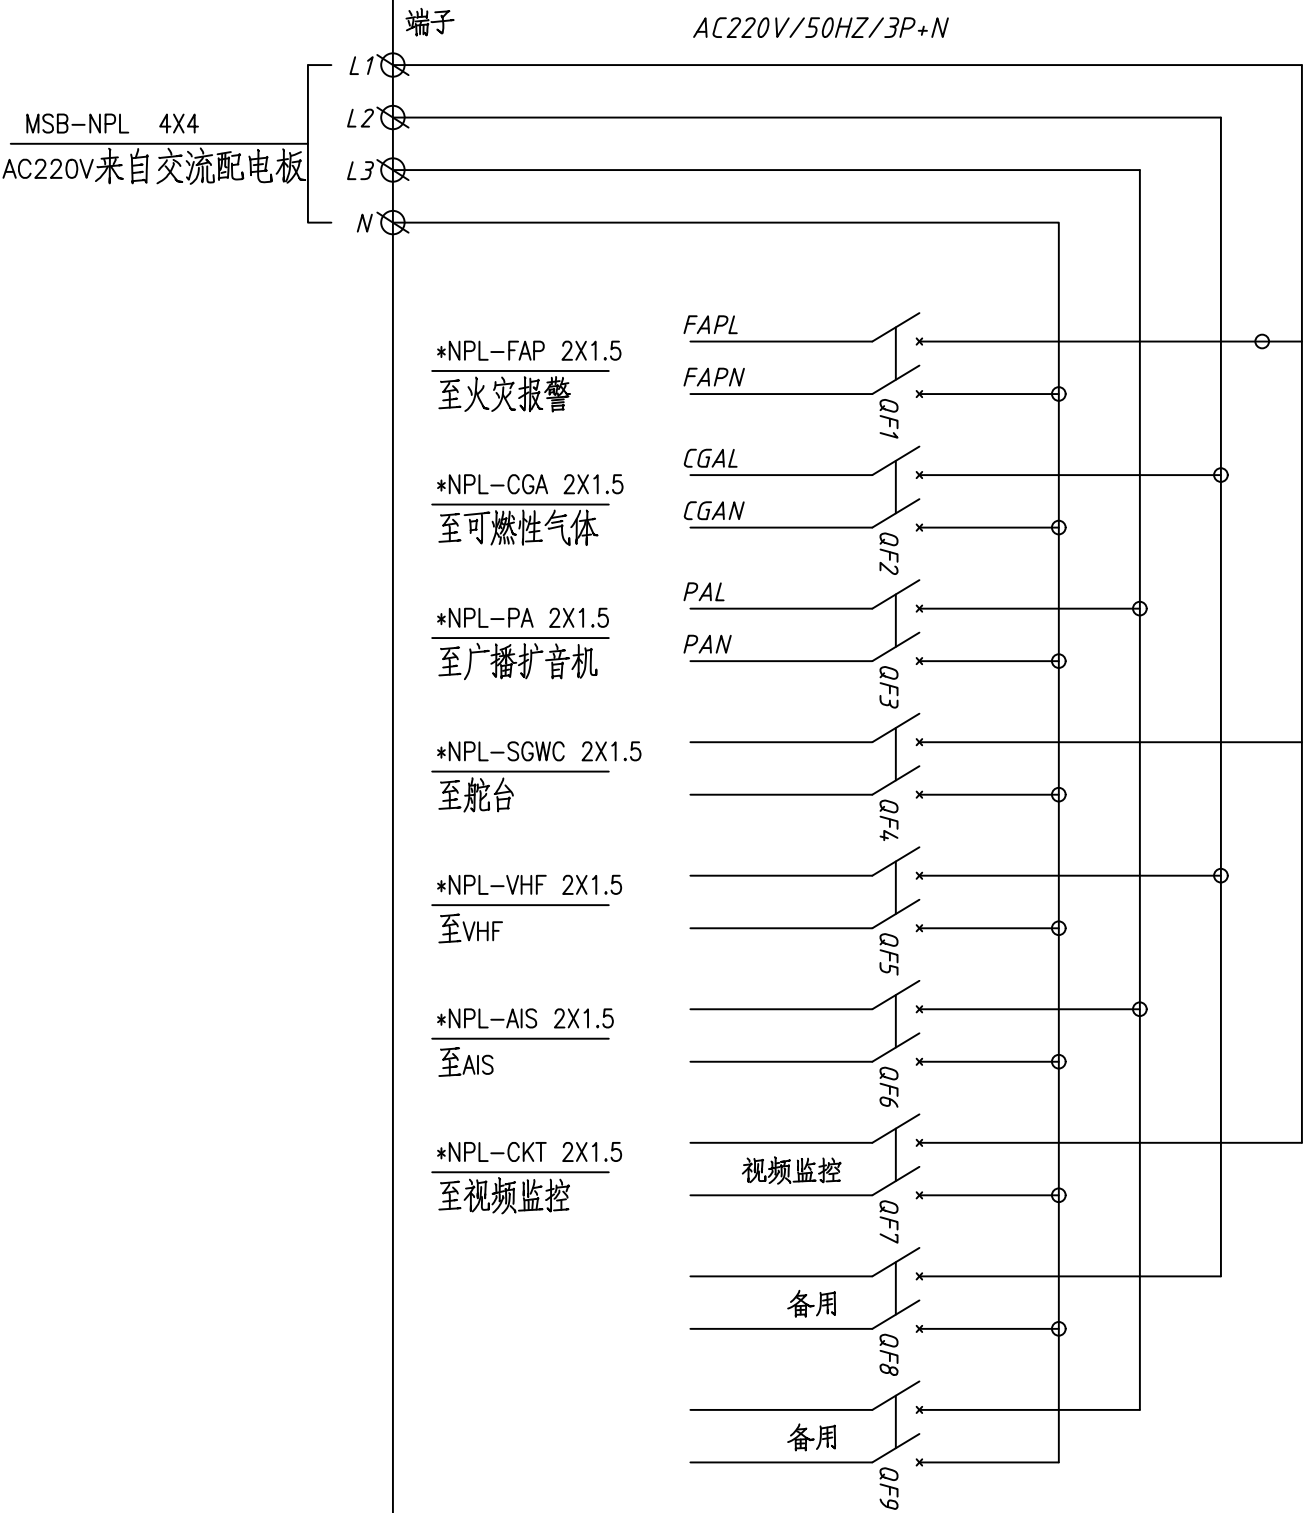 端子
AC220V/50HZ/3P+N
L1
MSB-NPL 4X4
L2
AC220V来自交流配电板
L3
N
FAPL
*NPL-FAP 2X1.5
FAPN
至火灾报警
QF1
CGAL
*NPL-CGA 2X1.5
CGAN
至可燃性气体
QF2
PAL
*NPL-PA 2X1.5
PAN
至广播扩音机
QF3
*NPL-SGWC 2X1.5
至舵台
QF4
*NPL-VHF 2X1.5
至VHF
QF5
*NPL-AIS 2X1.5
至AIS
QF6
*NPL-CKT 2X1.5
视频监控
至视频监控
QF7
备用
QF8
备用
QF9